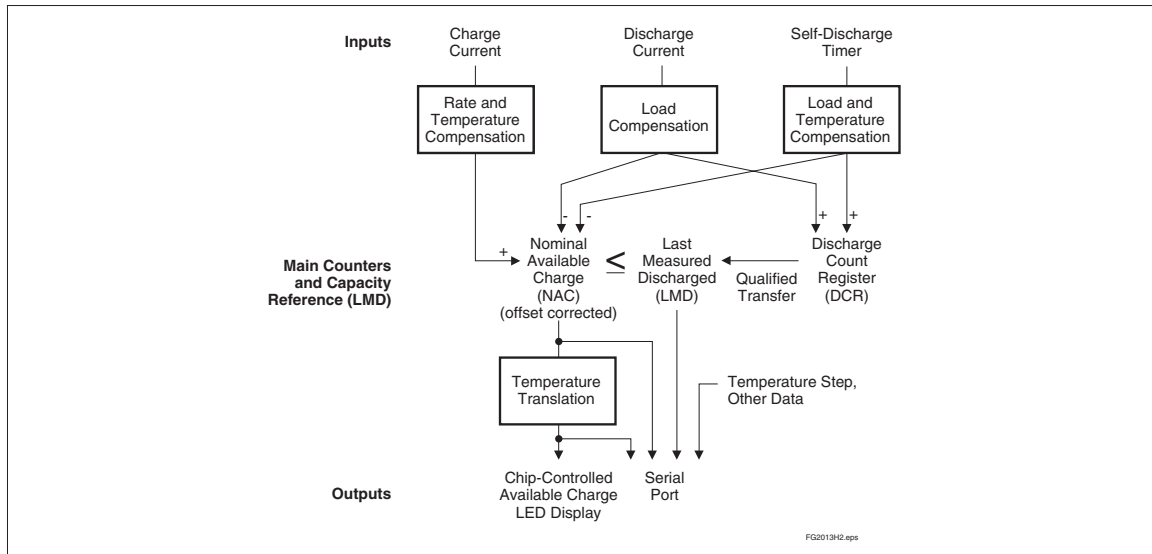 Inputs
Charge
Current
Discharge
Current
Self-Discharge
Timer
Rate and
Temperature
Compensation
Load
Compensation
Load and
Temperature
Compensation
-
-
+
+
+
Main Counters
and Capacity
Reference (LMD)
Nominal
Available
Charge
(NAC)
(offset corrected)
≤
Last
Measured
Discharged
(LMD)
Qualified
Transfer
Discharge
Count
Register
(DCR)
Temperature
Translation
Temperature Step,
Other Data
Outputs
Chip-Controlled
Available Charge
LED Display
Serial
Port
FG2013H2.eps